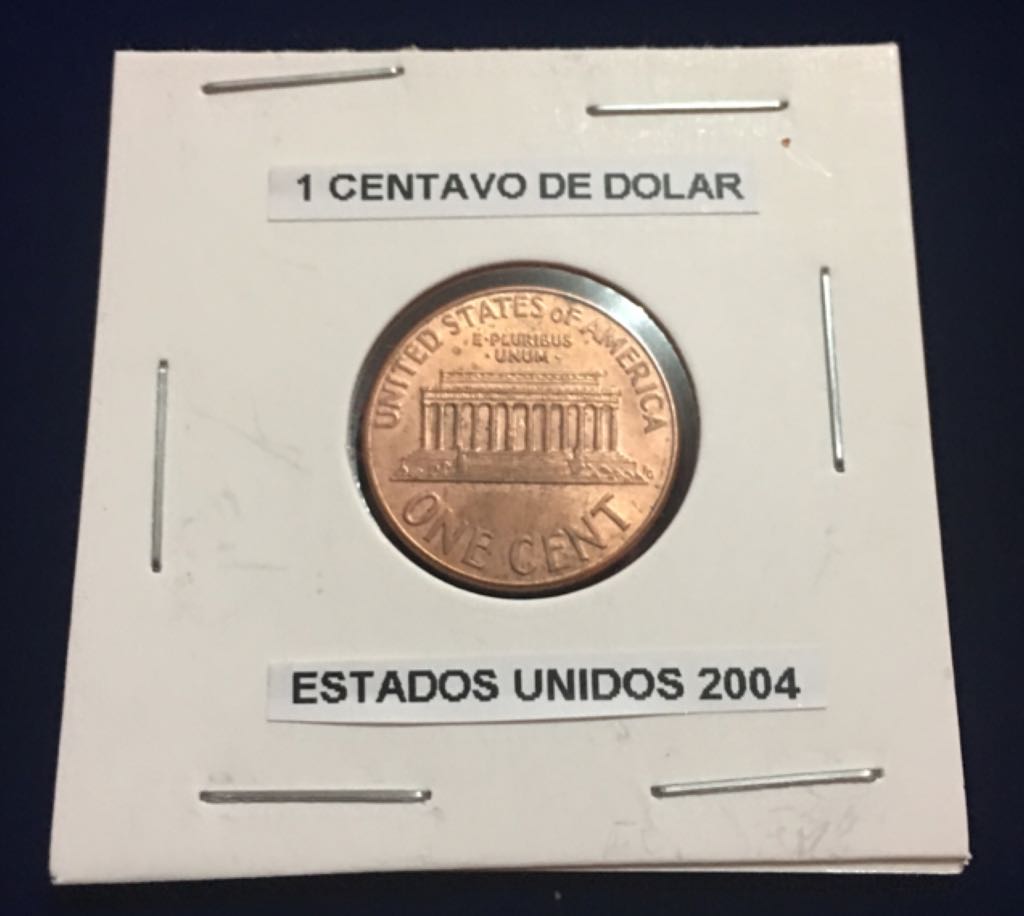 1 CENTAVO DE DOLAR
UNITED STATES OF AMERICA
E·PLURIBUS
·UNUM·
ONE CENT
ESTADOS UNIDOS 2004